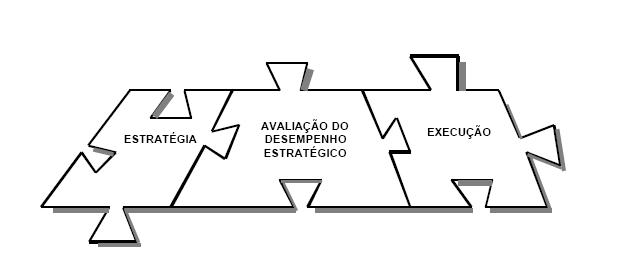 ESTRATÉGIA
AVALIAÇÃO DO
DESEMPENHO
ESTRATÉGICO
EXECUÇÃO